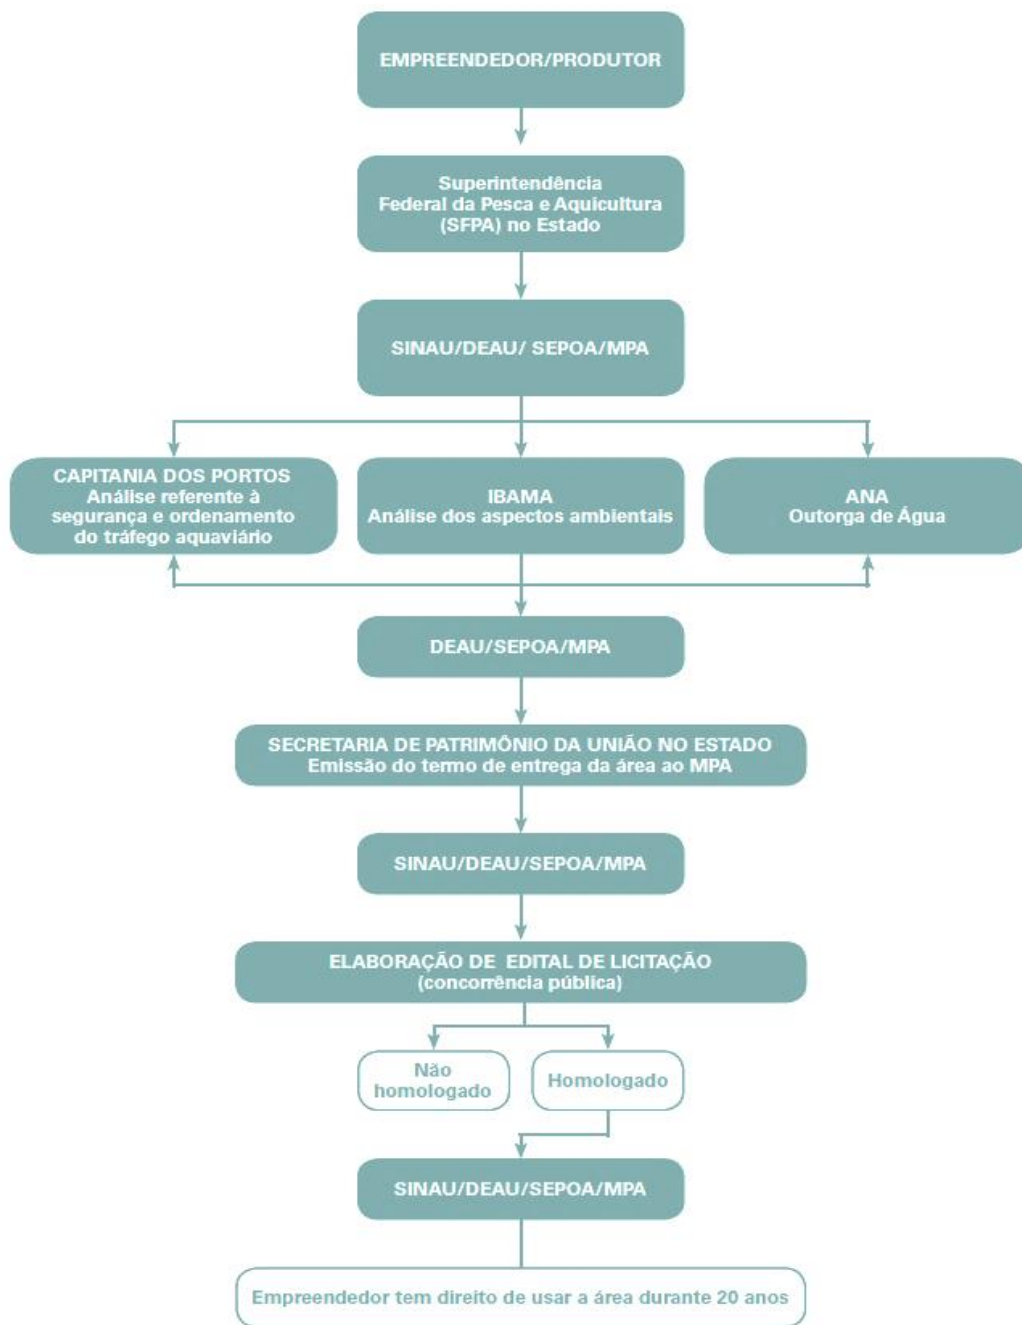 EMPREENDEDOR/PRODUTOR
Superintendência
Federal da Pesca e Aquicultura
(SFPA) no Estado
SINAU/DEAU/ SEPOA/MPA
CAPITANIA DOS PORTOS
Análise referente à
segurança e ordenamento
do tráfego aquaviário
IBAMA
Análise dos aspectos ambientais
ANA
Outorga de Água
DEAU/SEPOA/MPA
SECRETARIA DE PATRIMÔNIO DA UNIÃO NO ESTADO
Emissão do termo de entrega da área ao MPA
SINAU/DEAU/SEPOA/MPA
ELABORAÇÃO DE EDITAL DE LICITAÇÃO
(concorrência pública)
Não
homologado
Homologado
SINAU/DEAU/SEPOA/MPA
Empreendedor tem direito de usar a área durante 20 anos